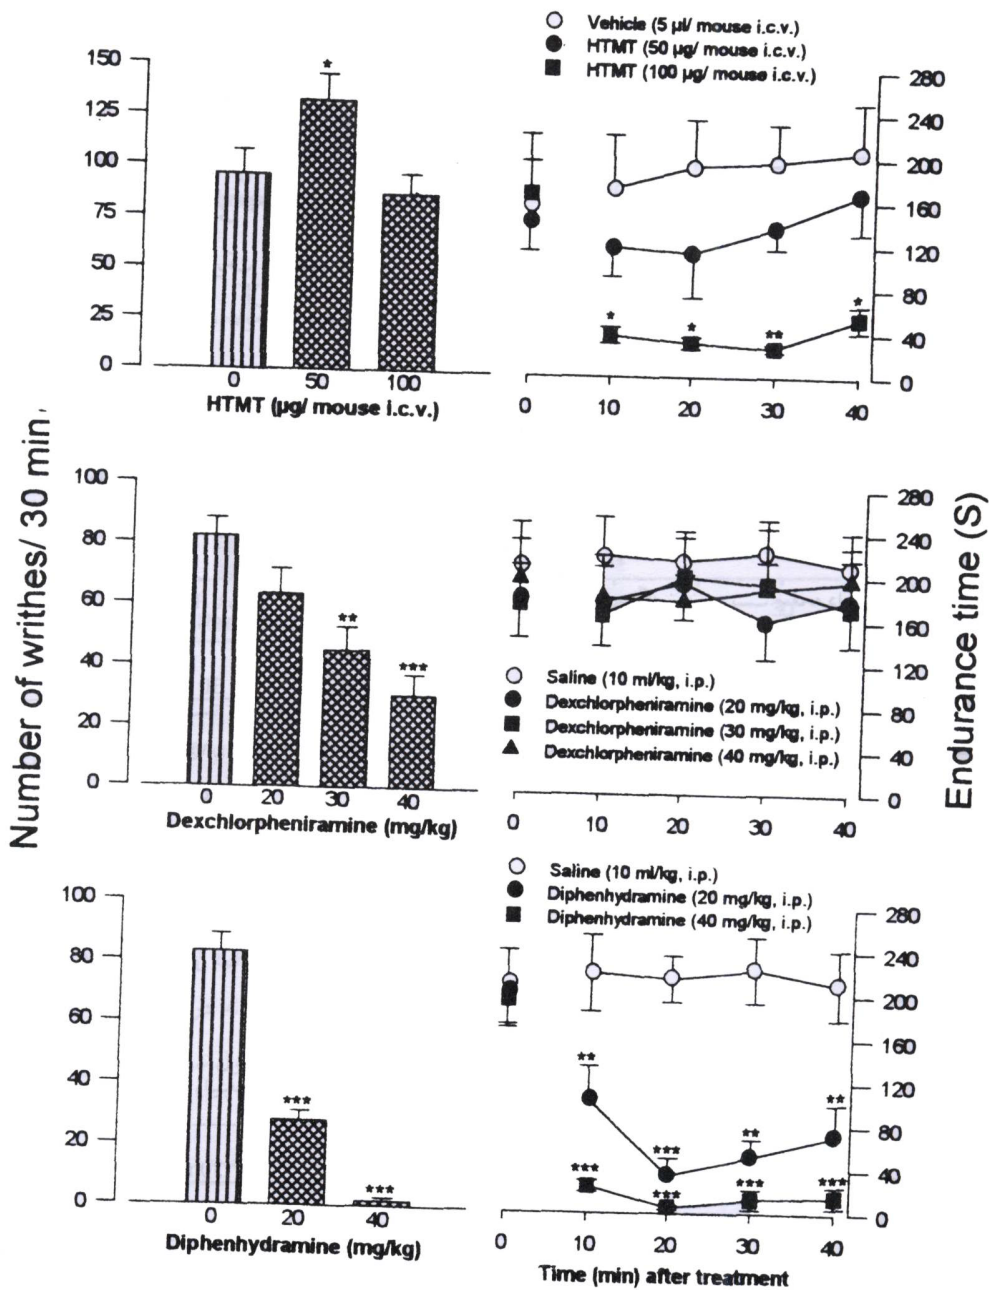 Vehicle (5 µl/ mouse i.c.v.)
HTMT (50 µg/ mouse i.c.v.)
HTMT (100 µg/ mouse i.c.v.)
150
125
100
75
50
25
0
*
0 50 100
HTMT (µg/ mouse i.c.v.)
280
240
200
160
120
80
40
0
* * ** *
0 10 20 30 40
Number of writhes/ 30 min.
Endurance time (S)
100
80
60
40
20
0
** ***
0 20 30 40
Dexchlorpheniramine (mg/kg)
280
240
200
160
120
80
40
0
Saline (10 ml/kg, i.p.)
Dexchlorpheniramine (20 mg/kg, i.p.)
Dexchlorpheniramine (30 mg/kg, i.p.)
Dexchlorpheniramine (40 mg/kg, i.p.)
0 10 20 30 40
100
80
60
40
20
0
*** ***
0 20 40
Diphenhydramine (mg/kg)
Saline (10 ml/kg, i.p.)
Diphenhydramine (20 mg/kg, i.p.)
Diphenhydramine (40 mg/kg, i.p.)
280
240
200
160
120
80
40
0
** *** ** **
*** *** *** ***
0 10 20 30 40
Time (min) after treatment